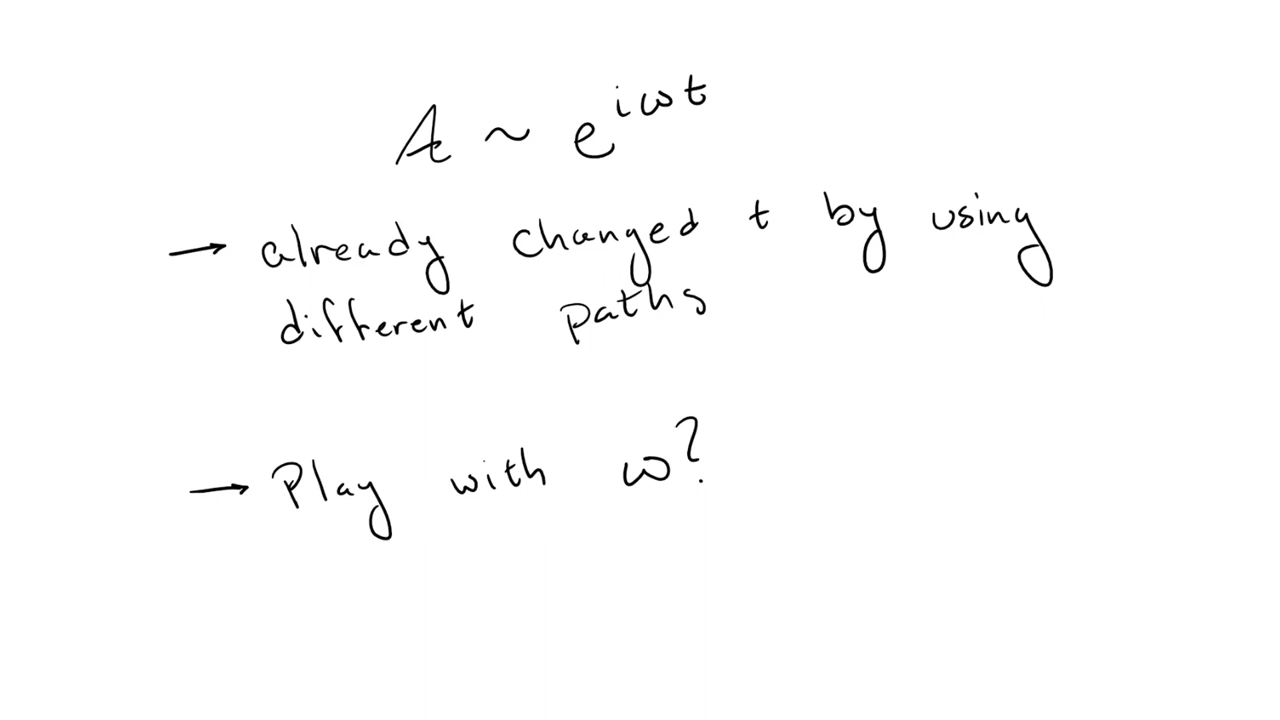 A ~ e^{iωt}
→ already changed t by using
different paths
→ Play with ω?